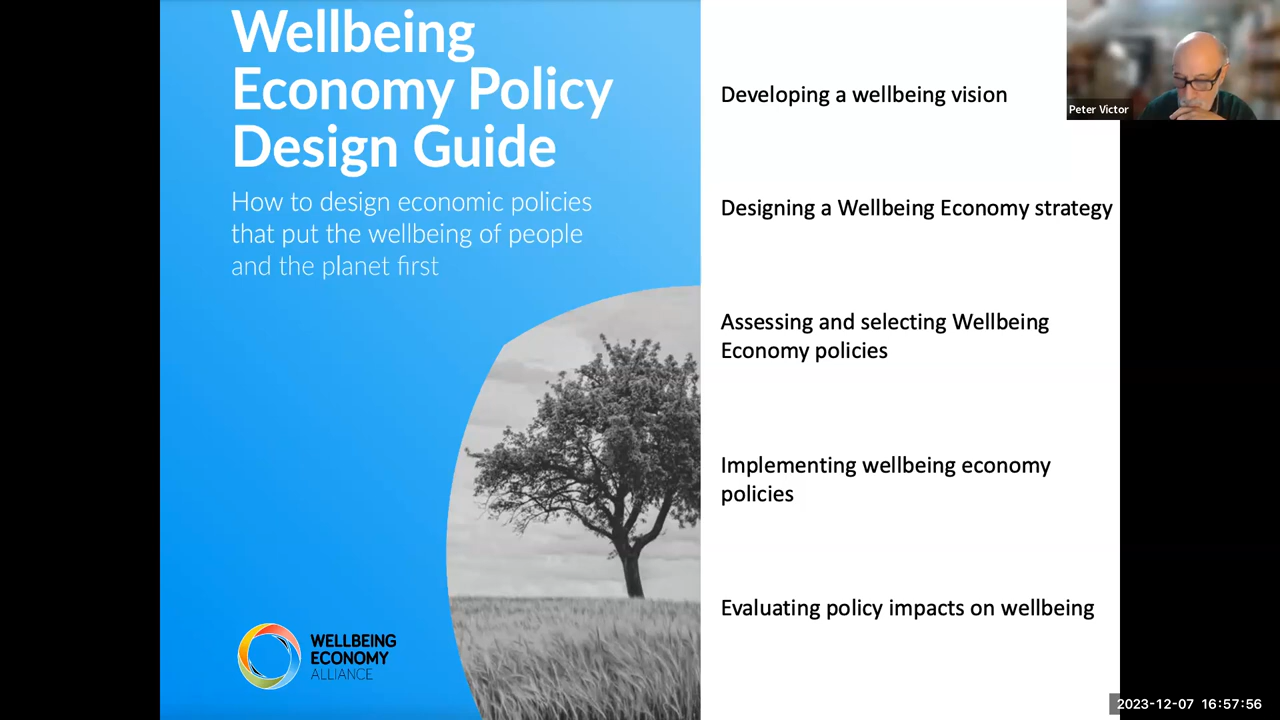 Wellbeing
Economy Policy
Design Guide
How to design economic policies
that put the wellbeing of people
and the planet first
WELLBEING
ECONOMY
ALLIANCE
Developing a wellbeing vision
Designing a Wellbeing Economy strategy
Assessing and selecting Wellbeing
Economy policies
Implementing wellbeing economy
policies
Evaluating policy impacts on wellbeing
Peter Victor
2023-12-07 16:57:56